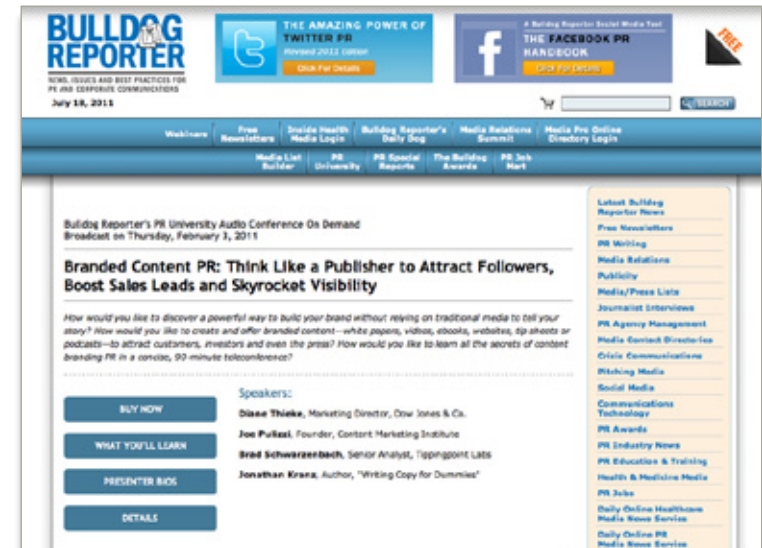 BULLDOG
REPORTER
NEWS, ISSUES AND BEST PRACTICES FOR
PR AND CORPORATE COMMUNICATIONS
July 18, 2011
THE AMAZING POWER OF
TWITTER PR
Revised 2011 Edition
Click For Details
A Bulldog Reporter Social Media Tool
THE FACEBOOK PR
HANDBOOK
Click For Details
FREE
SEARCH
Webinars
Free
Newsletters
Inside Health
Media Login
Bulldog Reporter's
Daily Dog
Media Relations
Summit
Media Pro Online
Directory Login
Media List
Builder
PR
University
PR Special
Reports
The Bulldog
Awards
PR Job
Mart
Bulldog Reporter's PR University Audio Conference On Demand
Broadcast on Thursday, February 3, 2011
Branded Content PR: Think Like a Publisher to Attract Followers,
Boost Sales Leads and Skyrocket Visibility
How would you like to discover a powerful way to build your brand without relying on traditional media to tell your
story? How would you like to create and offer branded content—white papers, videos, ebooks, websites, tip sheets or
podcasts—to attract customers, investors and even the press? How would you like to learn all the secrets of content
branding PR in a concise, 90-minute teleconference?
BUY NOW
WHAT YOU'LL LEARN
PRESENTER BIOS
DETAILS
Speakers:
Diane Thieke, Marketing Director, Dow Jones & Co.
Joe Pulizzi, Founder, Content Marketing Institute
Brad Schwarzenbach, Senior Analyst, Tippingpoint Labs
Jonathan Kranz, Author, "Writing Copy for Dummies"
Latest Bulldog
Reporter News
Free Newsletters
PR Writing
Media Relations
Publicity
Media/Press Lists
Journalist Interviews
PR Agency Management
Media Contact Directories
Crisis Communications
Pitching Media
Social Media
Communications
Technology
PR Awards
PR Industry News
PR Education & Training
Health & Medicine Media
PR Jobs
Daily Online Healthcare
Media News Service
Daily Online PR
Media News Service